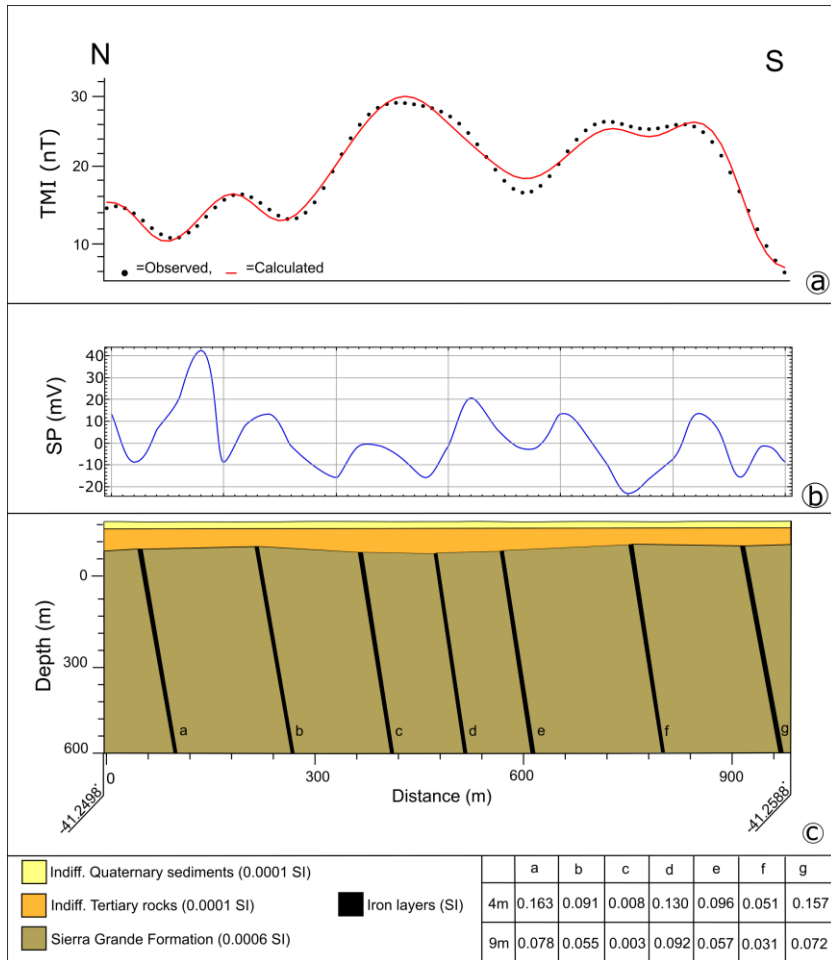 N
S
30
20
10
TMI (nT)
=Observed, =Calculated
a
40
30
20
10
0
-10
-20
SP (mV)
b
0
300
600
Depth (m)
a b c d e f g
0 300 600 900
Distance (m)
-41.2498° -41.2588°
c
Indiff. Quaternary sediments (0.0001 SI)
Indiff. Tertiary rocks (0.0001 SI)
Iron layers (SI)
Sierra Grande Formation (0.0006 SI)
a b c d e f g
4m 0.163 0.091 0.008 0.130 0.096 0.051 0.157
9m 0.078 0.055 0.003 0.092 0.057 0.031 0.072